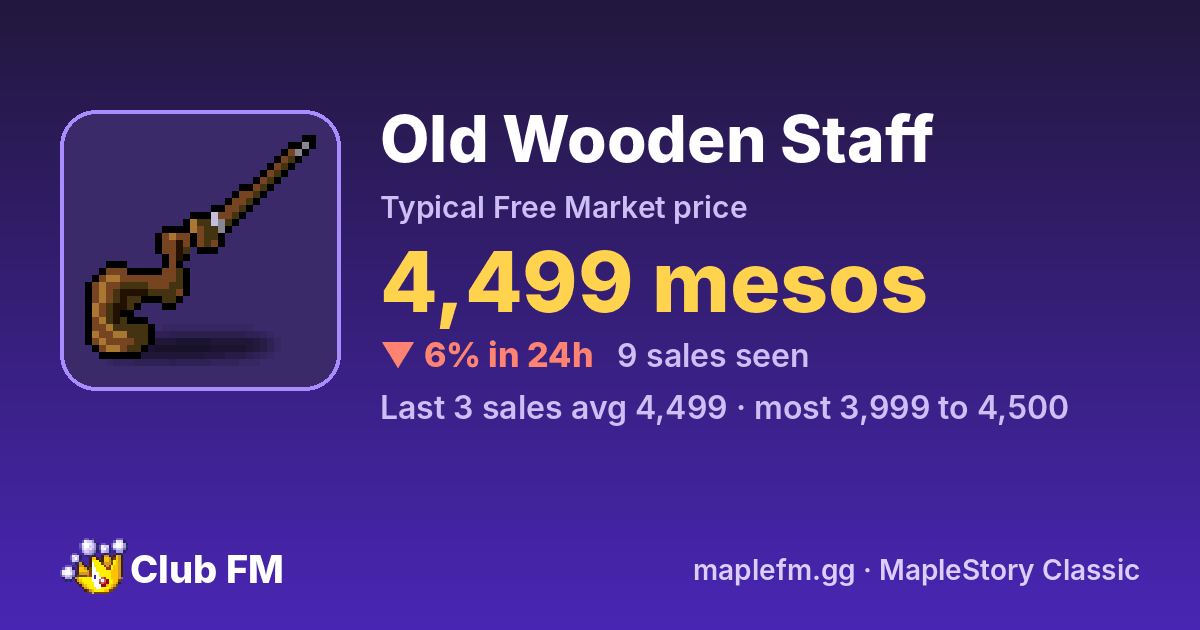 Old Wooden Staff
Typical Free Market price
4,499 mesos
▼ 6% in 24h 9 sales seen
Last 3 sales avg 4,499 · most 3,999 to 4,500
Club FM
maplefm.gg · MapleStory Classic